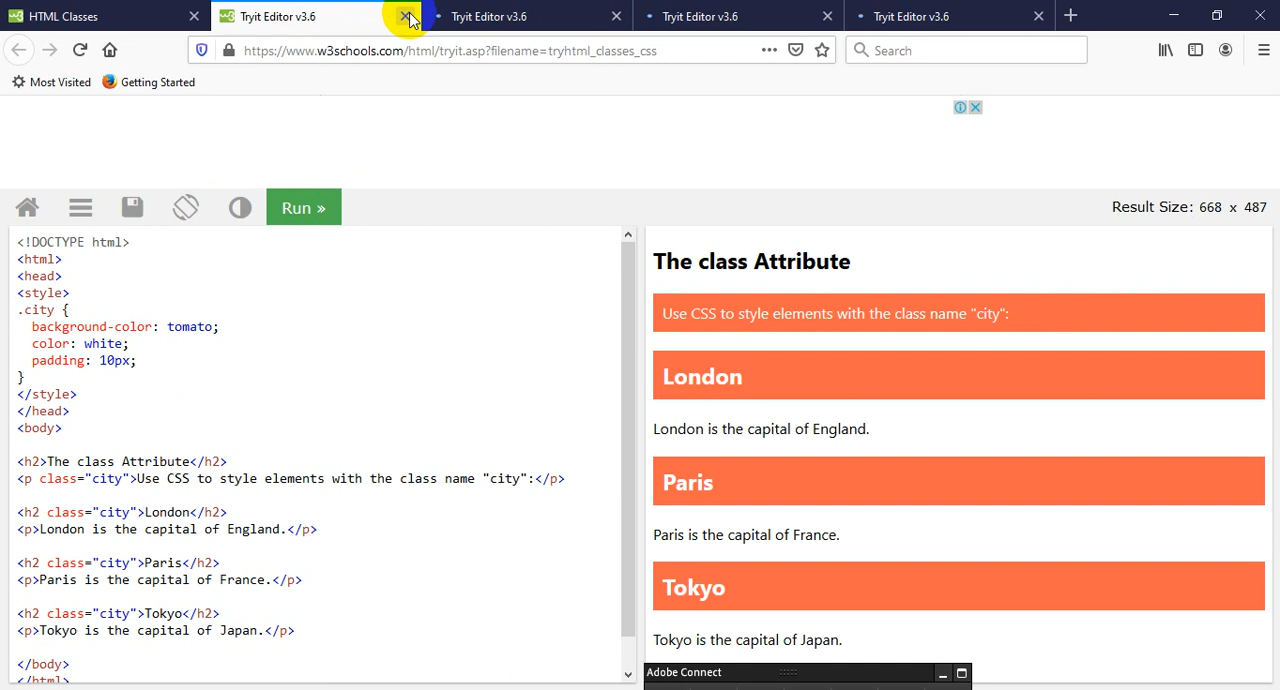 HTML Classes
Tryit Editor v3.6
Tryit Editor v3.6
Tryit Editor v3.6
Tryit Editor v3.6
https://www.w3schools.com/html/tryit.asp?filename=tryhtml_classes_css
Search
Most Visited
Getting Started
Run »
Result Size: 668 x 487
<!DOCTYPE html>
<html>
<head>
<style>
.city {
  background-color: tomato;
  color: white;
  padding: 10px;
}
</style>
</head>
<body>
<h2>The class Attribute</h2>
<p class="city">Use CSS to style elements with the class name "city":</p>
<h2 class="city">London</h2>
<p>London is the capital of England.</p>
<h2 class="city">Paris</h2>
<p>Paris is the capital of France.</p>
<h2 class="city">Tokyo</h2>
<p>Tokyo is the capital of Japan.</p>
</body>
</html>
The class Attribute
Use CSS to style elements with the class name "city":
London
London is the capital of England.
Paris
Paris is the capital of France.
Tokyo
Tokyo is the capital of Japan.
Adobe Connect